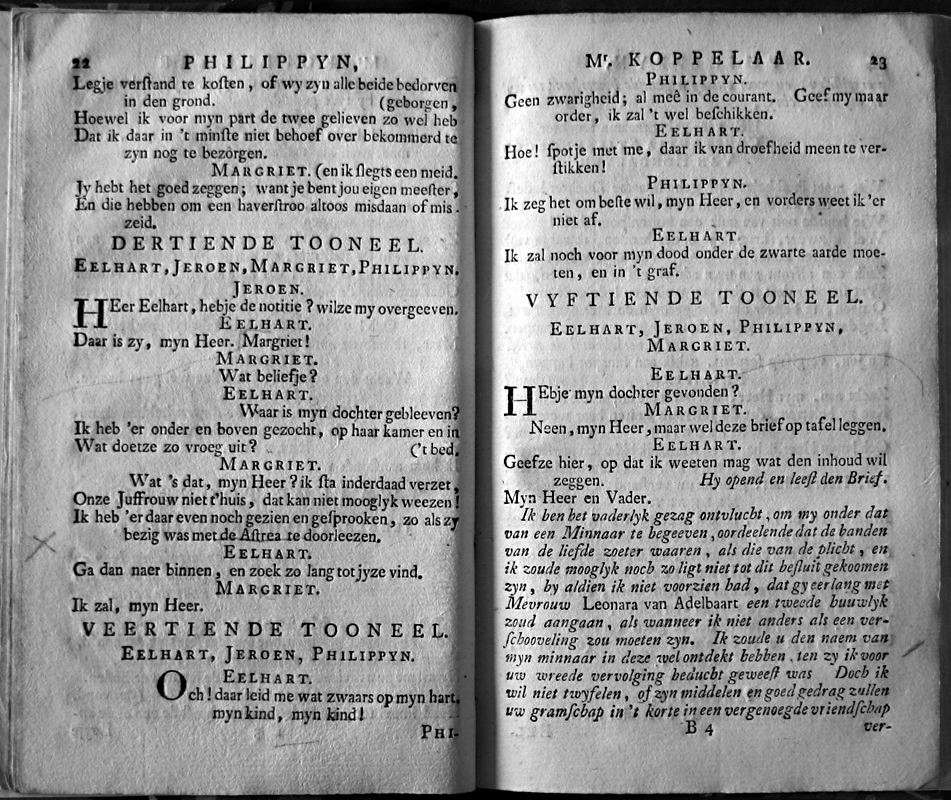 22 PHILIPPYN,
Legje verſtand te koſten, of wy zyn alle beide bedorven
in den grond. (geborgen,
Hoewel ik voor myn part de twee gelieven zo wel heb
Dat ik daar in 't minſte niet behoef over bekommerd te
zyn nog te bezorgen.
MARGRIET. (en ik ſlegts een meid.
Jy hebt het goed zeggen; want je bent jou eigen meeſter,
En die hebben om een haverſtroo altoos misdaan of mis-
zeid.
DERTIENDE TOONEEL.
EELHART, JEROEN, MARGRIET, PHILIPPYN.
JEROEN.
HEer Eelhart, hebje de notitie? wilze my overgeeven.
EELHART.
Daar is zy, myn Heer. Margriet!
MARGRIET.
Wat beliefje?
EELHART.
Waar is myn dochter gebleeven?
Ik heb 'er onder en boven gezocht, op haar kamer en in
Wat doetze zo vroeg uit? ('t bed.
MARGRIET.
Wat 's dat, myn Heer? ik ſta inderdaad verzet,
Onze Juffrouw niet t'huis, dat kan niet mooglyk weezen!
Ik heb 'er daar even noch gezien en geſprooken, zo als zy
bezig was met de Aſtrea te doorleezen.
EELHART.
Ga dan naer binnen, en zoek zo lang tot jyze vind.
MARGRIET.
Ik zal, myn Heer.
VEERTIENDE TOONEEL.
EELHART, JEROEN, PHILIPPYN.
EELHART.
Och! daar leid me wat zwaars op myn hart.
myn kind, myn kind!
PHI-
Mr. KOPPELAAR. 23
PHILIPPYN.
Geen zwarigheid; al meê in de courant. Geef my maar
order, ik zal 't wel beſchikken.
EELHART.
Hoe! ſpotje met me, daar ik van droefheid meen te ver-
ſtikken!
PHILIPPYN.
Ik zeg het om beſte wil, myn Heer, en vorders weet ik 'er
niet af.
EELHART
Ik zal noch voor myn dood onder de zwarte aarde moe-
ten, en in 't graf.
VYFTIENDE TOONEEL.
EELHART, JEROEN, PHILIPPYN,
MARGRIET.
EELHART.
HEbje myn dochter gevonden?
MARGRIET.
Neen, myn Heer, maar wel deze brief op tafel leggen.
EELHART.
Geefze hier, op dat ik weeten mag wat den inhoud wil
zeggen. Hy opend en leeſt den Brief.
Myn Heer en Vader.
Ik ben het vaderlyk gezag ontvlucht, om my onder dat
van een Minnaar te begeeven, oordeelende dat de banden
van de liefde zoeter waaren, als die van de plicht, en
ik zoude mooglyk noch zo ligt niet tot dit beſluit gekoomen
zyn, by aldien ik niet voorzien had, dat gy eerlang met
Mevrouw Leonara van Adelbaart een tweede huuwlyk
zoud aangaan, als wanneer ik niet anders als een ver-
ſchooveling zou moeten zyn. Ik zoude u den naem van
myn minnaar in deze wel ontdekt hebben, ten zy ik voor
uw wreede vervolging beducht geweeſt was Doch ik
wil niet twyfelen, of zyn middelen en goed gedrag zullen
uw gramſchap in 't korte in een vergenoegde vriendſchap
B 4 ver-